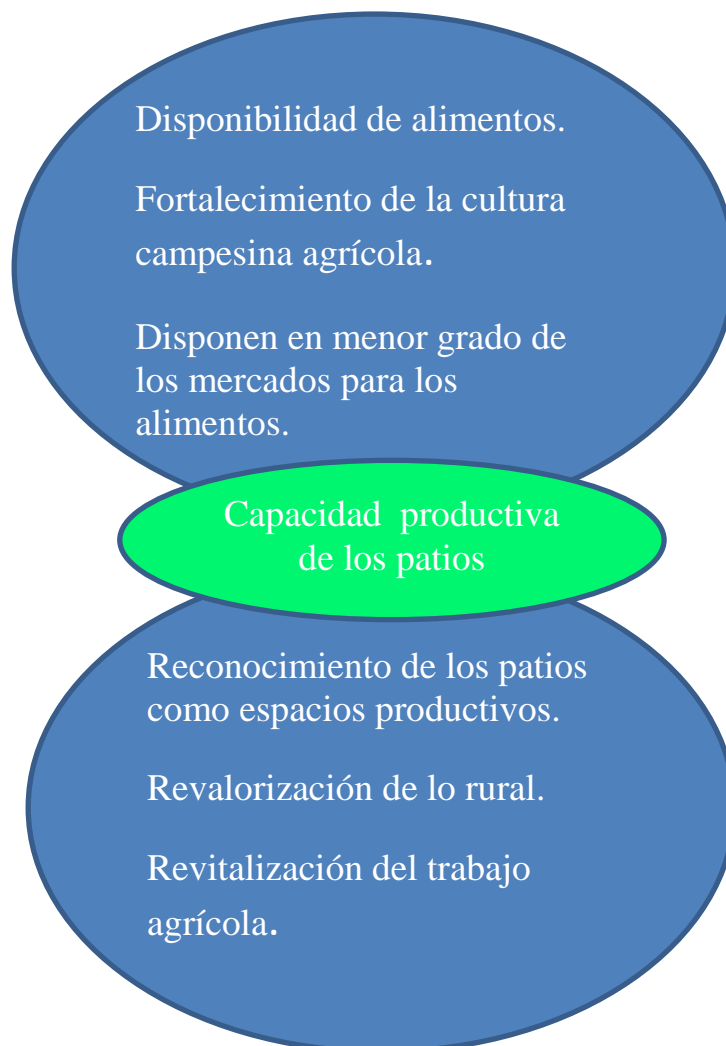 Disponibilidad de alimentos.
Fortalecimiento de la cultura
campesina agrícola.
Disponen en menor grado de
los mercados para los
alimentos.
Capacidad productiva
de los patios
Reconocimiento de los patios
como espacios productivos.
Revalorización de lo rural.
Revitalización del trabajo
agrícola.